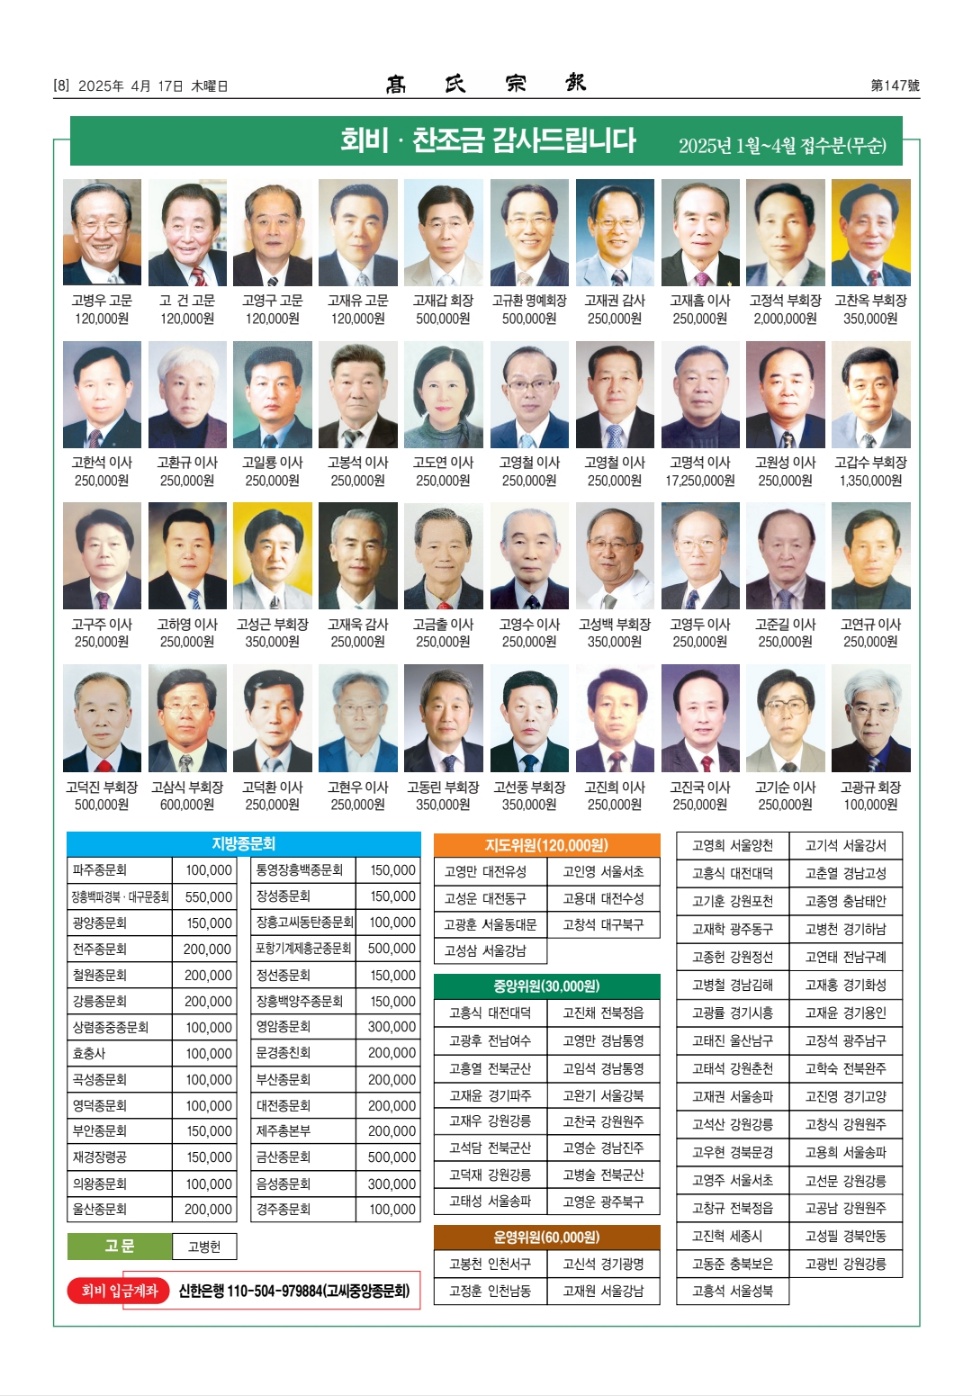 [8] 2025年 4月 17日 木曜日
髙氏宗報
第147號
회비 · 찬조금 감사드립니다 2025년 1월~4월 접수분(무순)
고병우 고문 고 건 고문 고영구 고문 고재유 고문 고재갑 회장 고규환 명예회장 고재권 감사 고재흠 이사 고정석 부회장 고찬옥 부회장
120,000원 120,000원 120,000원 120,000원 500,000원 500,000원 250,000원 250,000원 2,000,000원 350,000원
고한석 이사 고환규 이사 고일룡 이사 고봉석 이사 고도연 이사 고영철 이사 고영철 이사 고명석 이사 고원성 이사 고갑수 부회장
250,000원 250,000원 250,000원 250,000원 250,000원 250,000원 250,000원 17,250,000원 250,000원 1,350,000원
고구주 이사 고하영 이사 고성근 부회장 고재욱 감사 고금출 이사 고영수 이사 고성백 부회장 고영두 이사 고준길 이사 고연규 이사
250,000원 250,000원 350,000원 250,000원 250,000원 250,000원 350,000원 250,000원 250,000원 250,000원
고덕진 부회장 고삼식 부회장 고덕환 이사 고현우 이사 고동린 부회장 고선풍 부회장 고진희 이사 고진국 이사 고기순 이사 고광규 회장
500,000원 600,000원 250,000원 250,000원 350,000원 350,000원 250,000원 250,000원 250,000원 100,000원
지방종문회
파주종문회 100,000 통영장흥백종문회 150,000
장흥백파경북 · 대구문중회 550,000 장성종문회 150,000
광양종문회 150,000 장흥고씨동탄종문회 100,000
전주종문회 200,000 포항기계제흥군종문회 500,000
철원종문회 200,000 정선종문회 150,000
강릉종문회 200,000 장흥백양주종문회 150,000
상렴종중종문회 100,000 영암종문회 300,000
효충사 100,000 문경종친회 200,000
곡성종문회 100,000 부산종문회 200,000
영덕종문회 100,000 대전종문회 200,000
부안종문회 150,000 제주총본부 200,000
재경장령공 150,000 금산종문회 500,000
의왕종문회 100,000 음성종문회 300,000
울산종문회 200,000 경주종문회 100,000
고문 고병헌
회비 입금계좌 신한은행 110-504-979884(고씨중앙종문회)
지도위원(120,000원)
고영만 대전유성 고인영 서울서초
고성운 대전동구 고용대 대전수성
고광훈 서울동대문 고창석 대구북구
고성삼 서울강남
중앙위원(30,000원)
고흥식 대전대덕 고진채 전북정읍
고광후 전남여수 고영만 경남통영
고흥열 전북군산 고임석 경남통영
고재윤 경기파주 고완기 서울강북
고재우 강원강릉 고찬국 강원원주
고석담 전북군산 고영순 경남진주
고덕재 강원강릉 고병술 전북군산
고태성 서울송파 고영운 광주북구
운영위원(60,000원)
고봉천 인천서구 고신석 경기광명
고정훈 인천남동 고재원 서울강남
고영희 서울양천 고기석 서울강서
고흥식 대전대덕 고춘열 경남고성
고기훈 강원포천 고종영 충남태안
고재학 광주동구 고병천 경기하남
고종헌 강원정선 고연태 전남구례
고병철 경남김해 고재홍 경기화성
고광률 경기시흥 고재윤 경기용인
고태진 울산남구 고장석 광주남구
고태석 강원춘천 고학숙 전북완주
고재권 서울송파 고진영 경기고양
고석산 강원강릉 고창식 강원원주
고우현 경북문경 고용희 서울송파
고영주 서울서초 고선문 강원강릉
고창규 전북정읍 고공남 강원원주
고진혁 세종시 고성필 경북안동
고동준 충북보은 고광빈 강원강릉
고흥석 서울성북